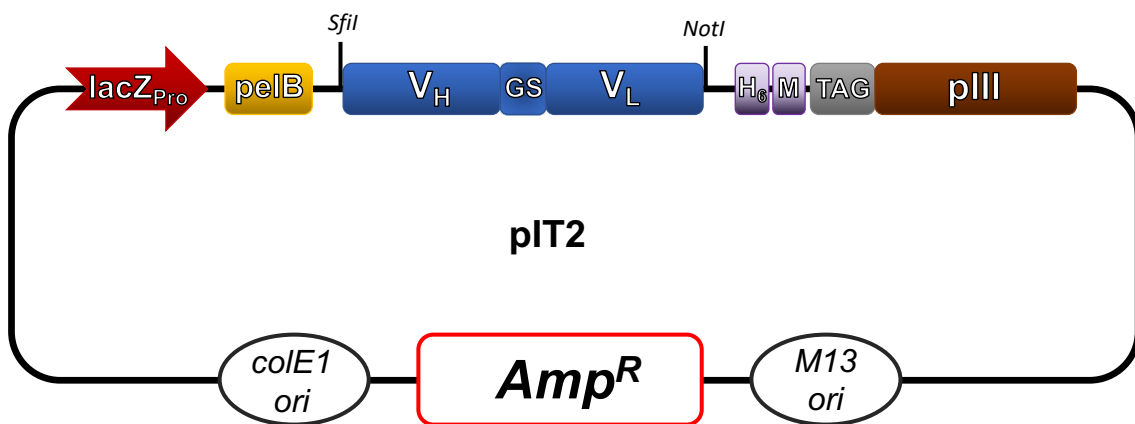 SfiI
NotI
lacZPro
pelB
VH
GS
VL
H6
M
TAG
pIII
pIT2
colE1
ori
AmpR
M13
ori